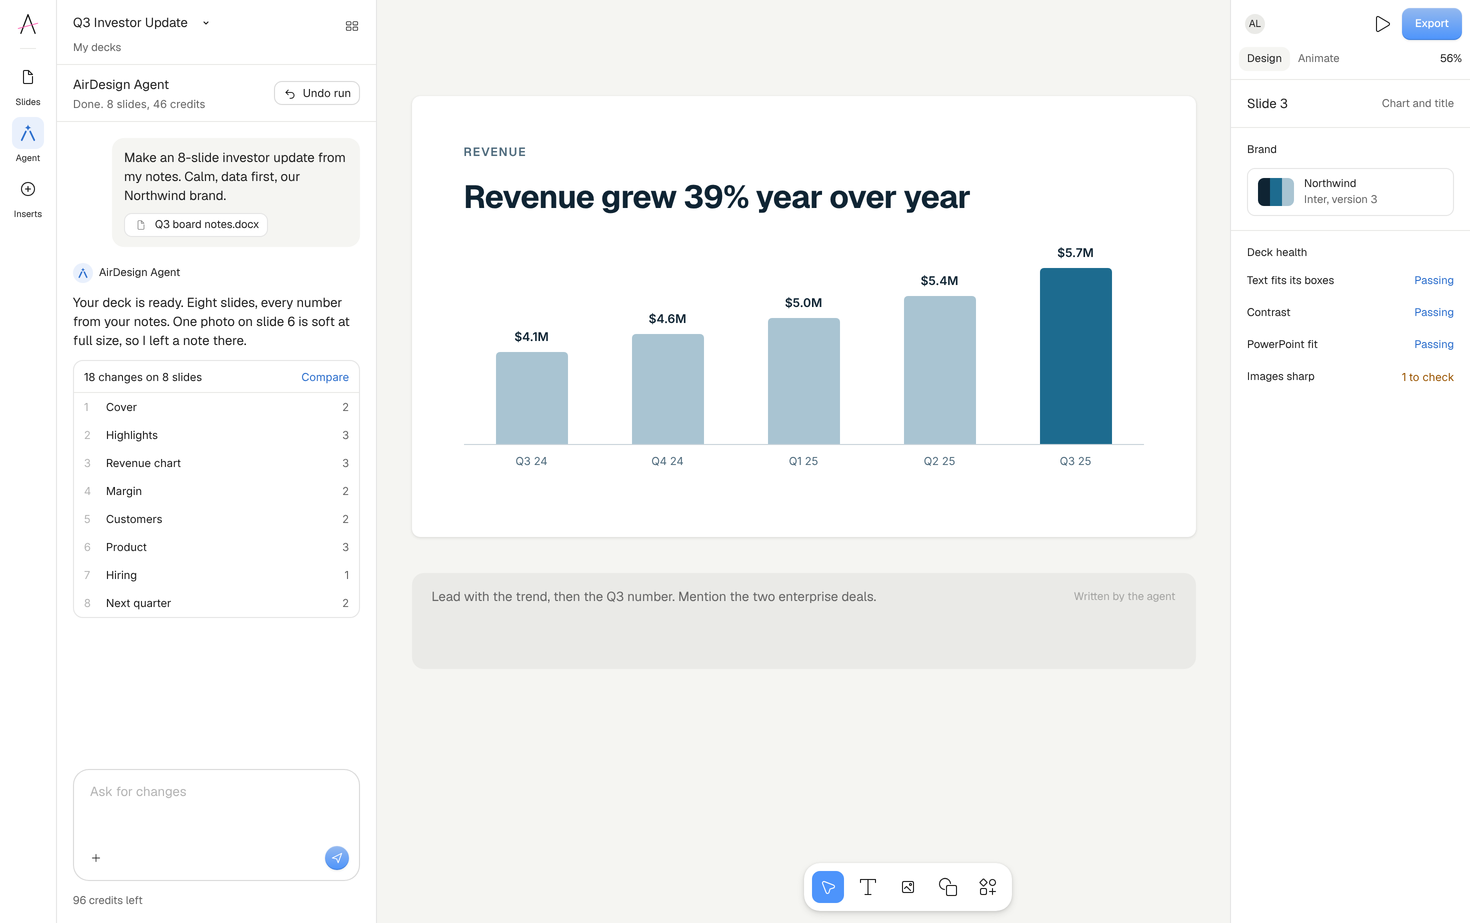 Slides
Agent
Inserts
Q3 Investor Update
My decks
AirDesign Agent
Done. 8 slides, 46 credits
Undo run
Make an 8-slide investor update from
my notes. Calm, data first, our
Northwind brand.
Q3 board notes.docx
AirDesign Agent
Your deck is ready. Eight slides, every number
from your notes. One photo on slide 6 is soft at
full size, so I left a note there.
18 changes on 8 slides Compare
1 Cover 2
2 Highlights 3
3 Revenue chart 3
4 Margin 2
5 Customers 2
6 Product 3
7 Hiring 1
8 Next quarter 2
Ask for changes
96 credits left
REVENUE
Revenue grew 39% year over year
$4.1M $4.6M $5.0M $5.4M $5.7M
Q3 24 Q4 24 Q1 25 Q2 25 Q3 25
Lead with the trend, then the Q3 number. Mention the two enterprise deals. Written by the agent
AL Export
Design Animate 56%
Slide 3 Chart and title
Brand
Northwind
Inter, version 3
Deck health
Text fits its boxes Passing
Contrast Passing
PowerPoint fit Passing
Images sharp 1 to check